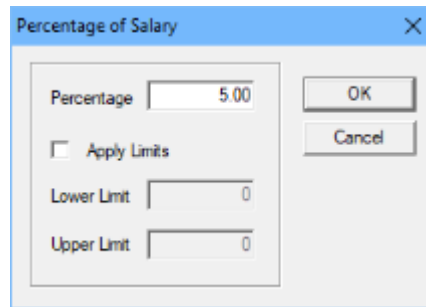 Percentage of Salary
Percentage 5.00
OK
Apply Limits
Cancel
Lower Limit 0
Upper Limit 0